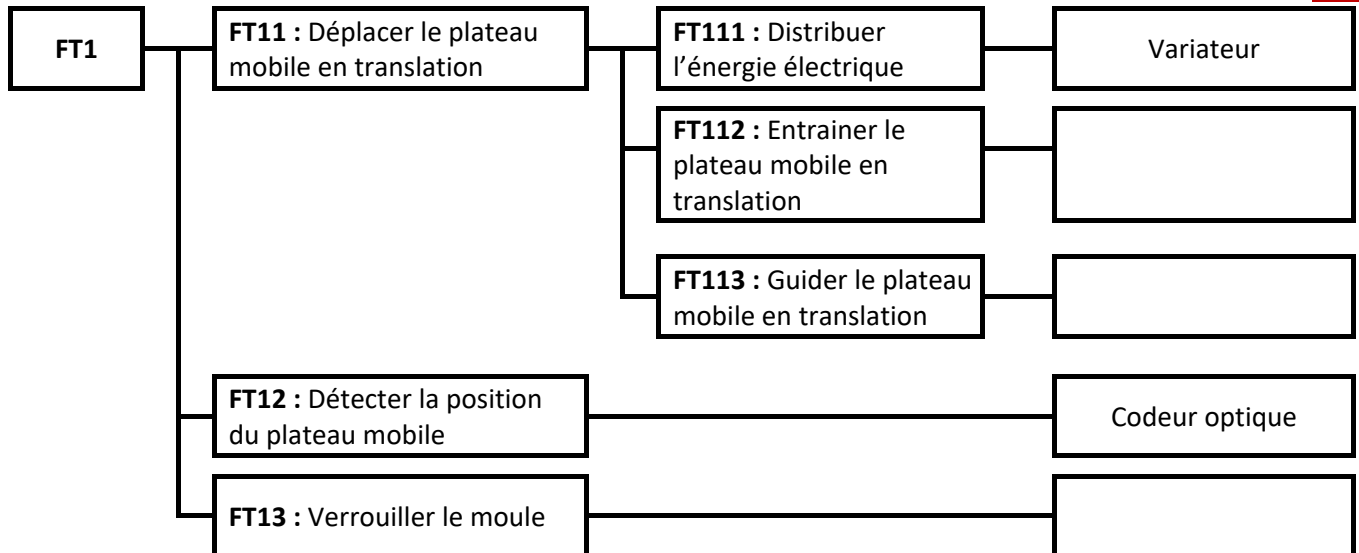 FT1
FT11 : Déplacer le plateau
mobile en translation
FT111 : Distribuer
l’énergie électrique
Variateur
FT112 : Entrainer le
plateau mobile en
translation
FT113 : Guider le plateau
mobile en translation
FT12 : Détecter la position
du plateau mobile
Codeur optique
FT13 : Verrouiller le moule